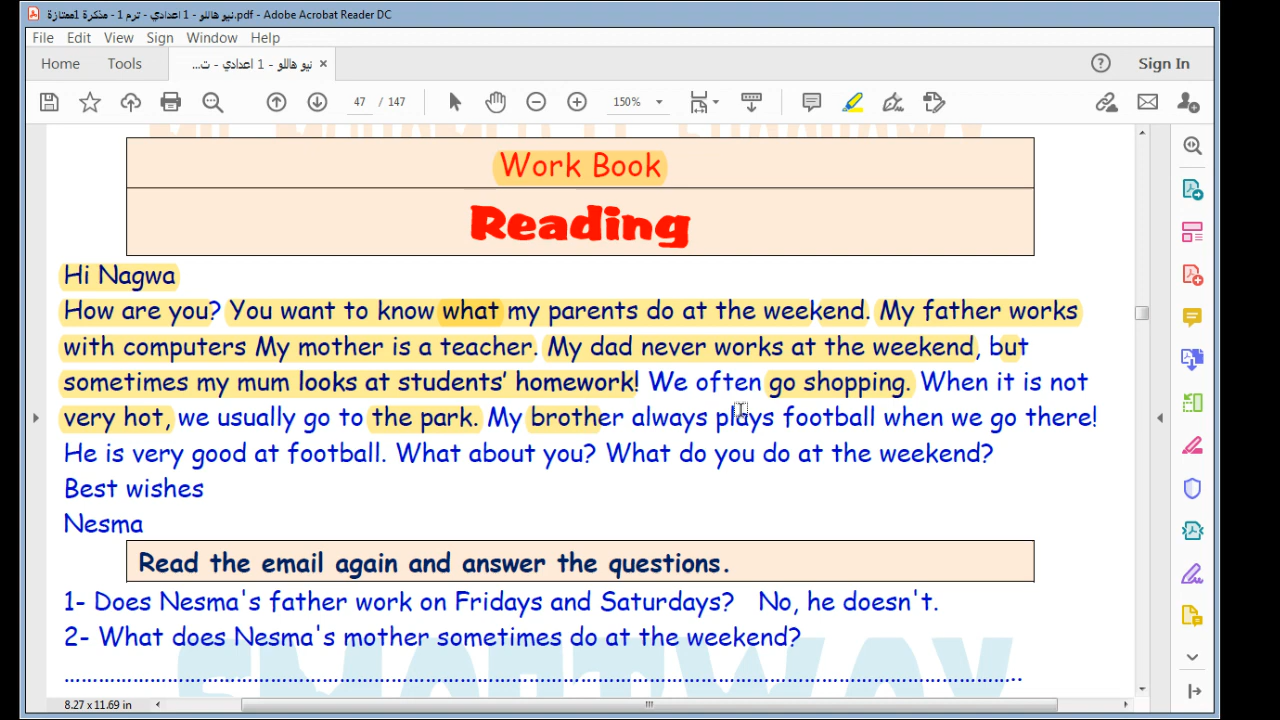 نيو هاللو - 1 اعدادي - ترم 1 - مذكرة 1ممتازة.pdf - Adobe Acrobat Reader DC
File Edit View Sign Window Help
Home Tools نيو هاللو - 1 اعدادي - ت... × Sign In
47 / 147 150%
Work Book
Reading
Hi Nagwa
How are you? You want to know what my parents do at the weekend. My father works
with computers My mother is a teacher. My dad never works at the weekend, but
sometimes my mum looks at students’ homework! We often go shopping. When it is not
very hot, we usually go to the park. My brother always plays football when we go there!
He is very good at football. What about you? What do you do at the weekend?
Best wishes
Nesma
Read the email again and answer the questions.
1- Does Nesma's father work on Fridays and Saturdays? No, he doesn't.
2- What does Nesma's mother sometimes do at the weekend?
........................................................................................................................
8.27 x 11.69 in